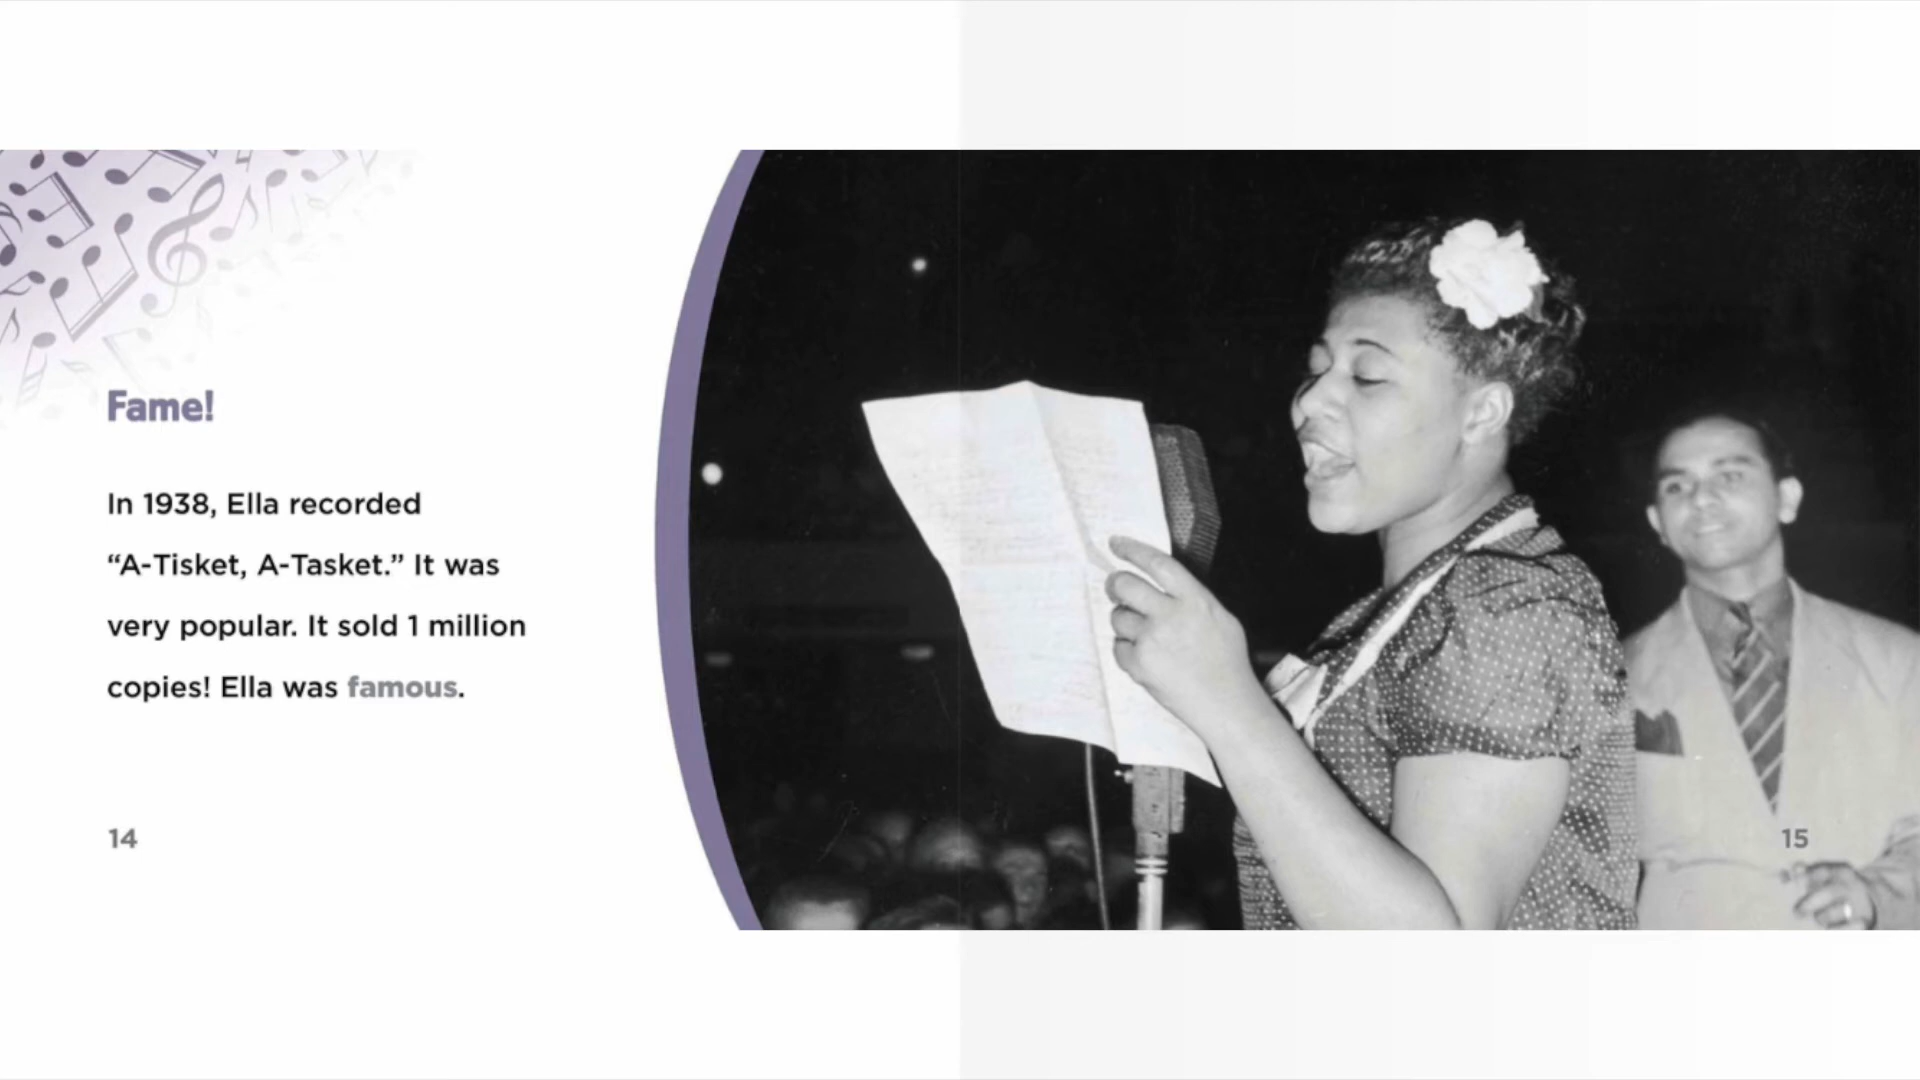 Fame!
In 1938, Ella recorded
“A-Tisket, A-Tasket.” It was
very popular. It sold 1 million
copies! Ella was famous.
14
15